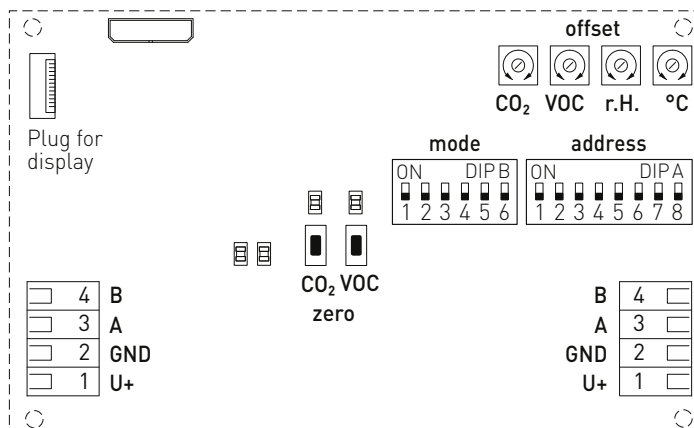 offset
CO₂ VOC r.H. °C
Plug for
display
mode address
ON DIP B ON DIP A
1 2 3 4 5 6 1 2 3 4 5 6 7 8
CO₂ VOC
zero
4 B
3 A
2 GND
1 U+
B 4
A 3
GND 2
U+ 1